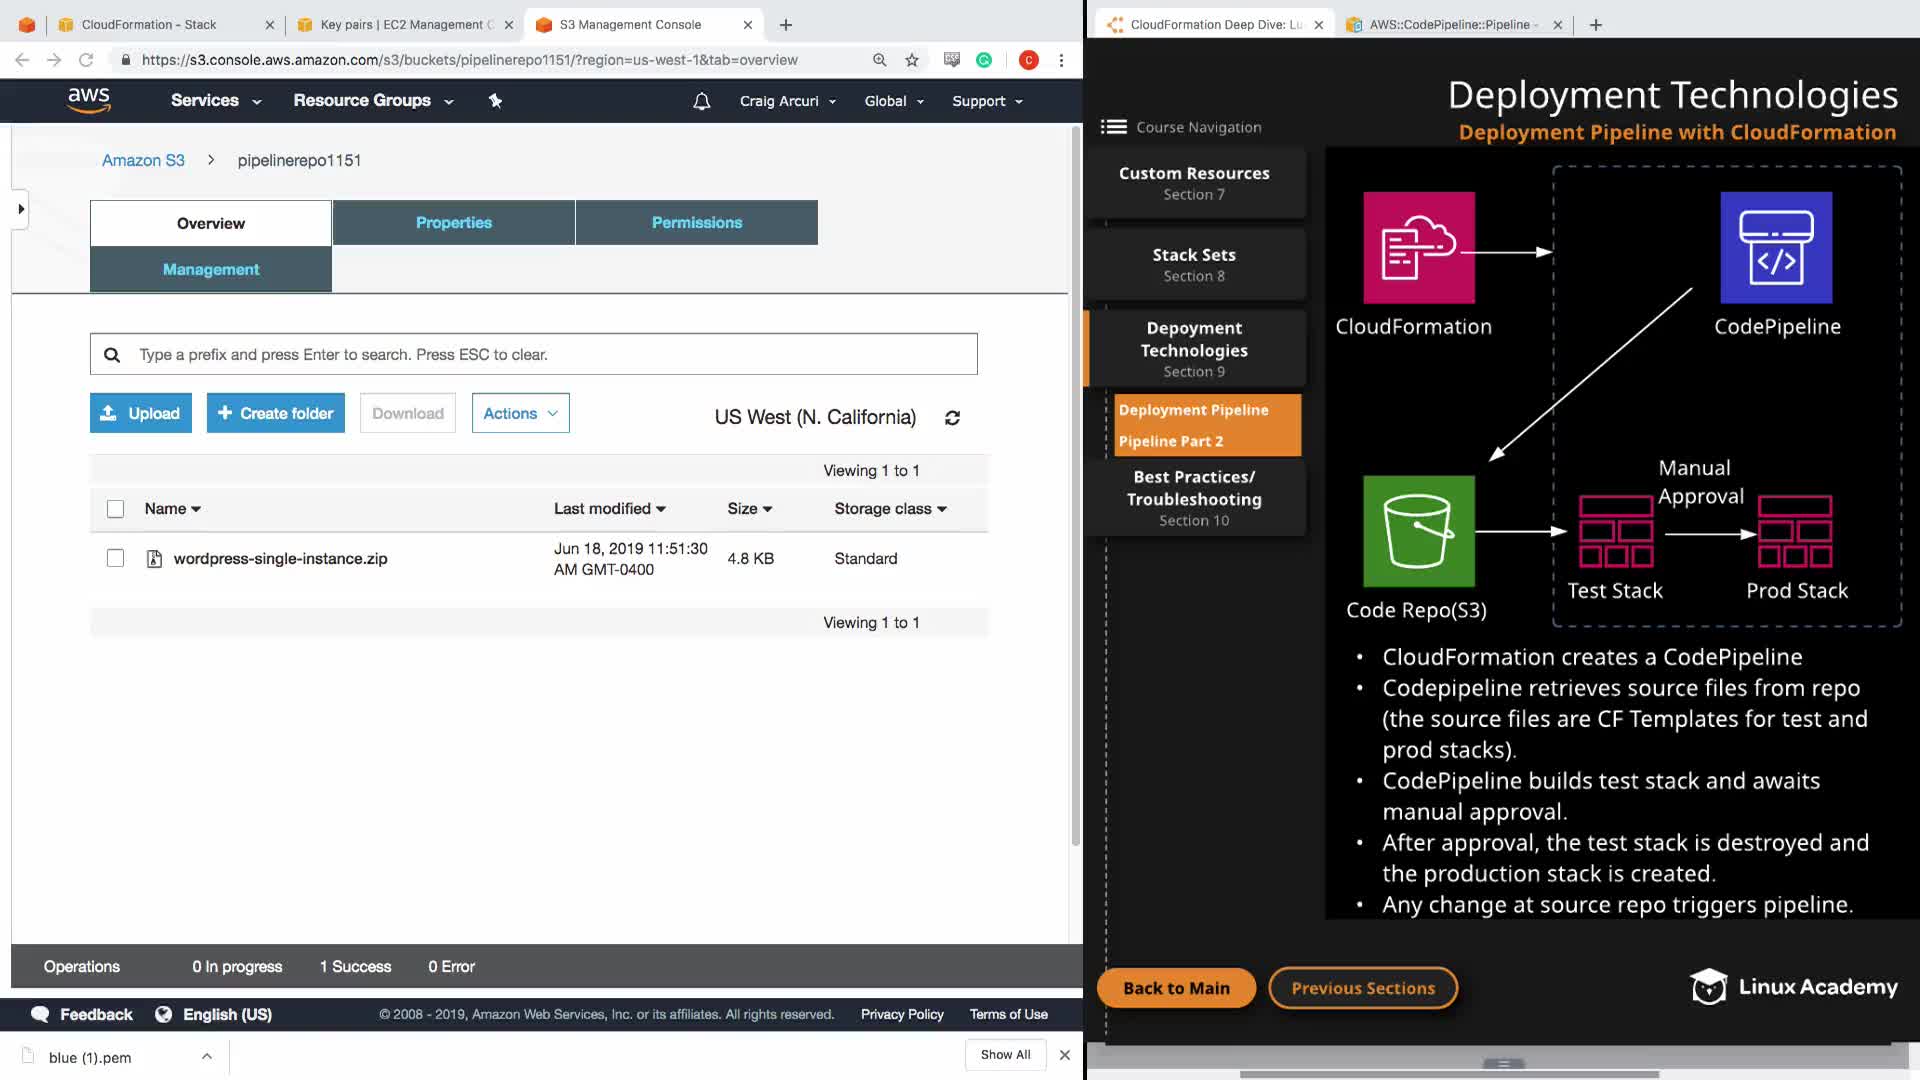 CloudFormation - Stack
Key pairs | EC2 Management C
S3 Management Console
https://s3.console.aws.amazon.com/s3/buckets/pipelinerepo1151/?region=us-west-1&tab=overview
C
aws
Services
Resource Groups
Craig Arcuri
Global
Support
Amazon S3
pipelinerepo1151
Overview
Properties
Permissions
Management
Type a prefix and press Enter to search. Press ESC to clear.
Upload
Create folder
Download
Actions
US West (N. California)
Viewing 1 to 1
Name
Last modified
Size
Storage class
wordpress-single-instance.zip
Jun 18, 2019 11:51:30
AM GMT-0400
4.8 KB
Standard
Viewing 1 to 1
Operations
0 In progress
1 Success
0 Error
Feedback
English (US)
© 2008 - 2019, Amazon Web Services, Inc. or its affiliates. All rights reserved.
Privacy Policy
Terms of Use
blue (1).pem
Show All
CloudFormation Deep Dive: Lu
AWS::CodePipeline::Pipeline -
Deployment Technologies
Deployment Pipeline with CloudFormation
Course Navigation
Custom Resources
Section 7
Stack Sets
Section 8
Depoyment
Technologies
Section 9
Deployment Pipeline
Pipeline Part 2
Best Practices/
Troubleshooting
Section 10
CloudFormation
CodePipeline
Manual
Approval
Code Repo(S3)
Test Stack
Prod Stack
• CloudFormation creates a CodePipeline
• Codepipeline retrieves source files from repo
(the source files are CF Templates for test and
prod stacks).
• CodePipeline builds test stack and awaits
manual approval.
• After approval, the test stack is destroyed and
the production stack is created.
• Any change at source repo triggers pipeline.
Back to Main
Previous Sections
Linux Academy